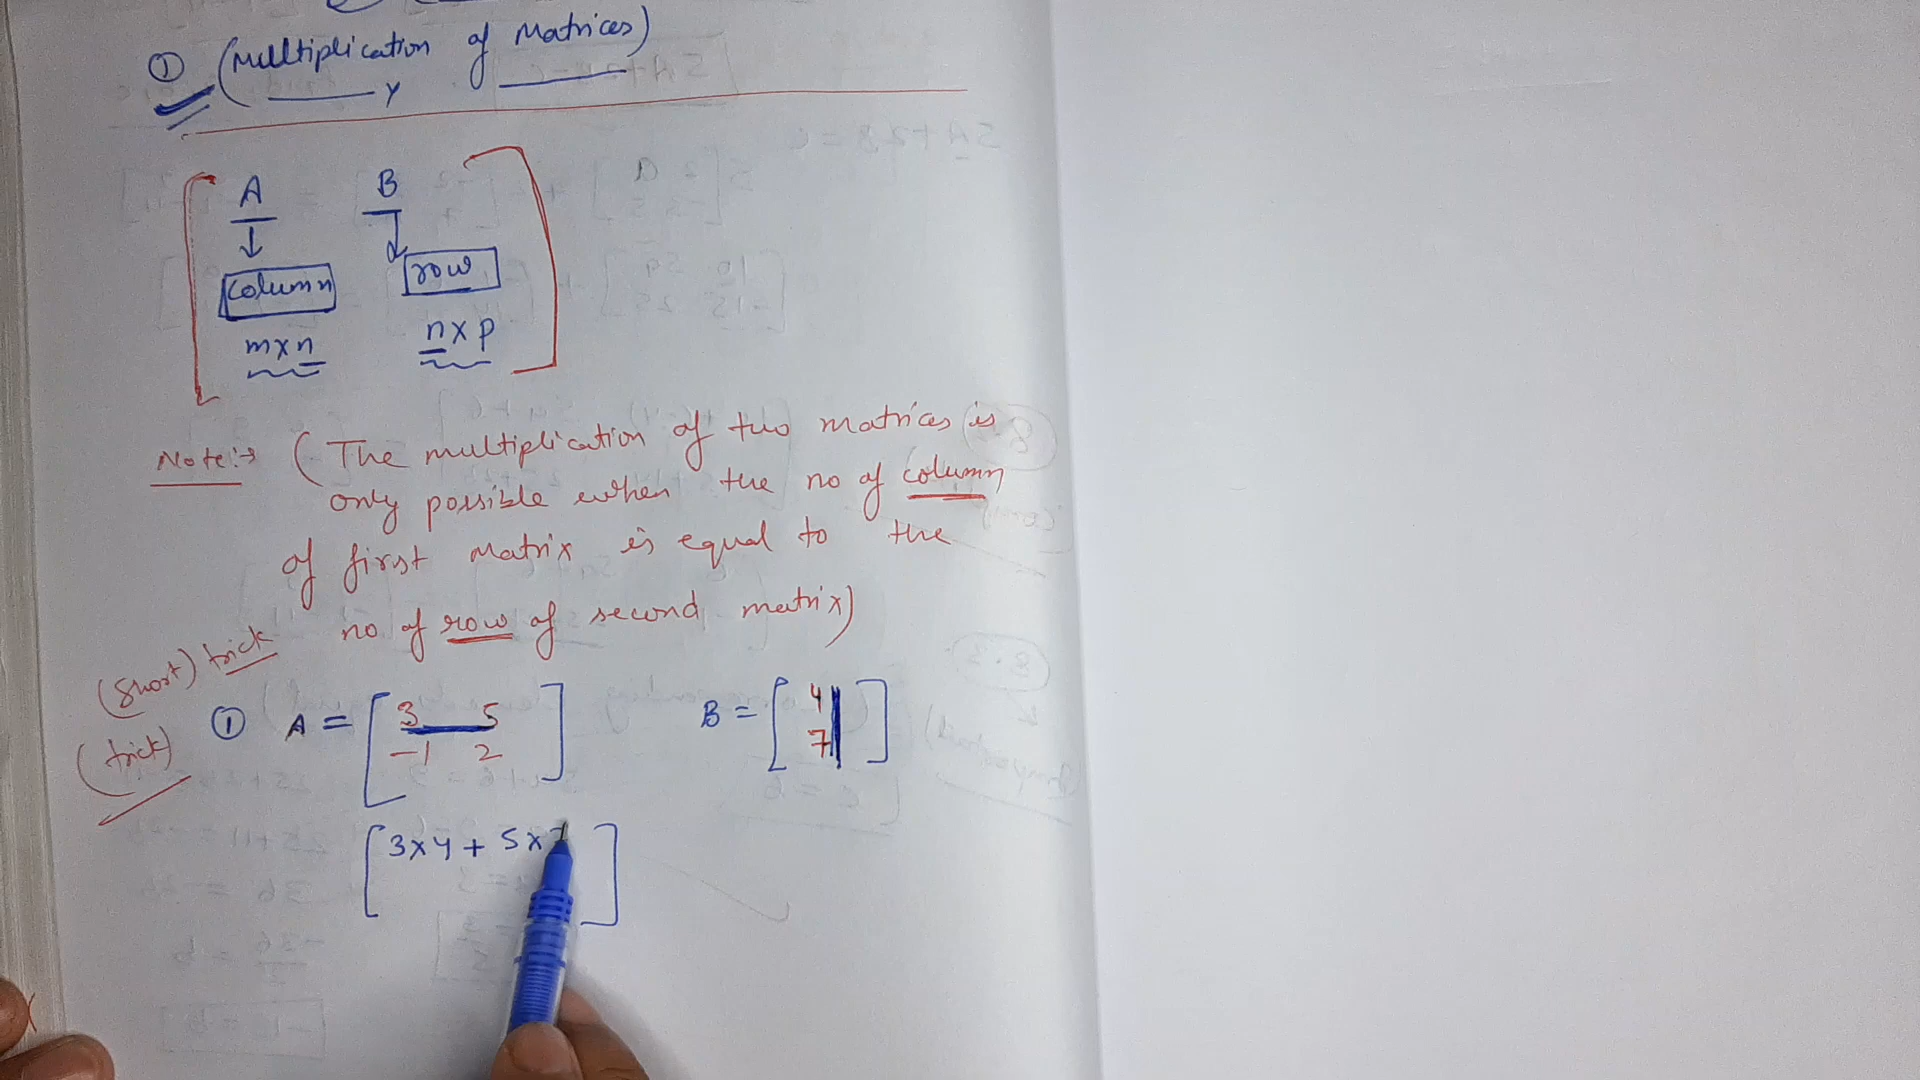 ① (Multiplication of Matrices)
A B
column row
m×n n×p
Note:→ (The multiplication of two matrices is
only possible when the no of column
of first matrix is equal to the
no of row of second matrix)
(Short) trick
(trick)
① A = [3 5
-1 2]
B = [4
7]
[3×4 + 5×7]